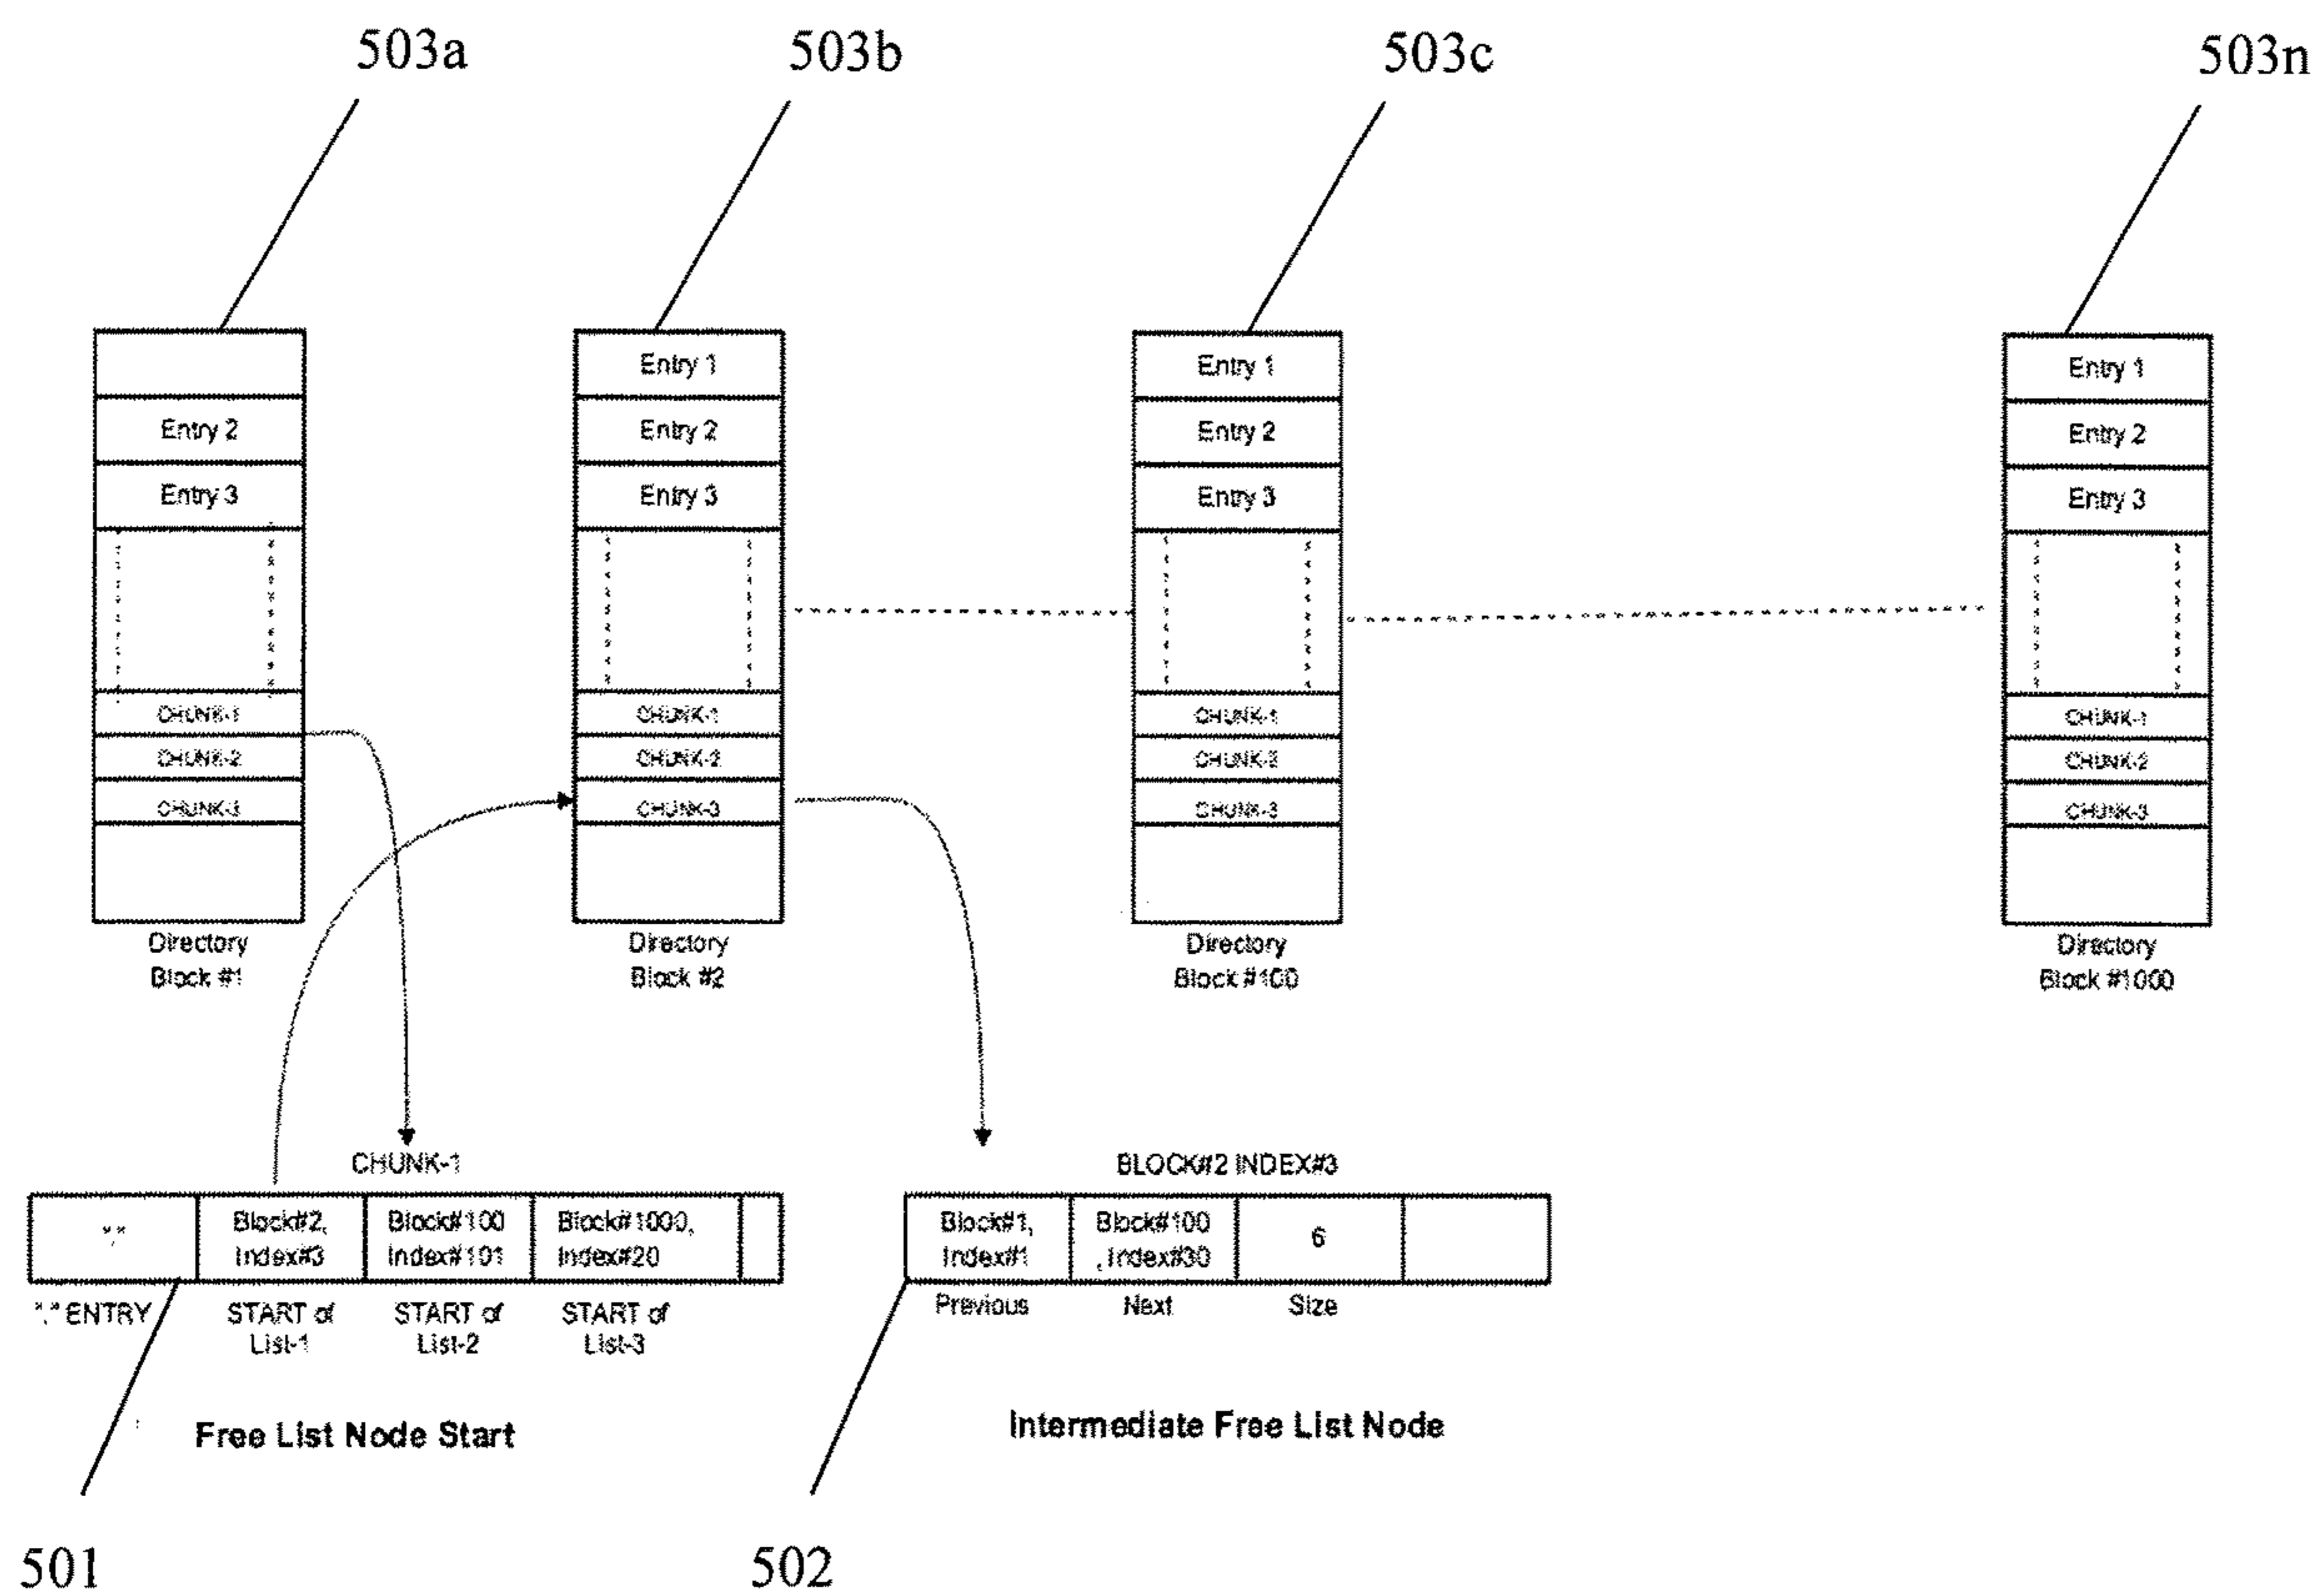 503a
503b
503c
503n
Entry 2
Entry 3
CHUNK-1
CHUNK-2
CHUNK-3
Directory
Block #1
Entry 1
Entry 2
Entry 3
CHUNK-1
CHUNK-2
CHUNK-3
Directory
Block #2
Entry 1
Entry 2
Entry 3
CHUNK-1
CHUNK-2
CHUNK-3
Directory
Block #100
Entry 1
Entry 2
Entry 3
CHUNK-1
CHUNK-2
CHUNK-3
Directory
Block #1000
CHUNK-1
Block#2,
Index#3
Block#100
Index#101
Block#1000,
Index#20
"." ENTRY
START of
List-1
START of
List-2
START of
List-3
Free List Node Start
501
BLOCK#2 INDEX#3
Block#1,
Index#1
Block#100
,Index#30
6
Previous
Next
Size
Intermediate Free List Node
502